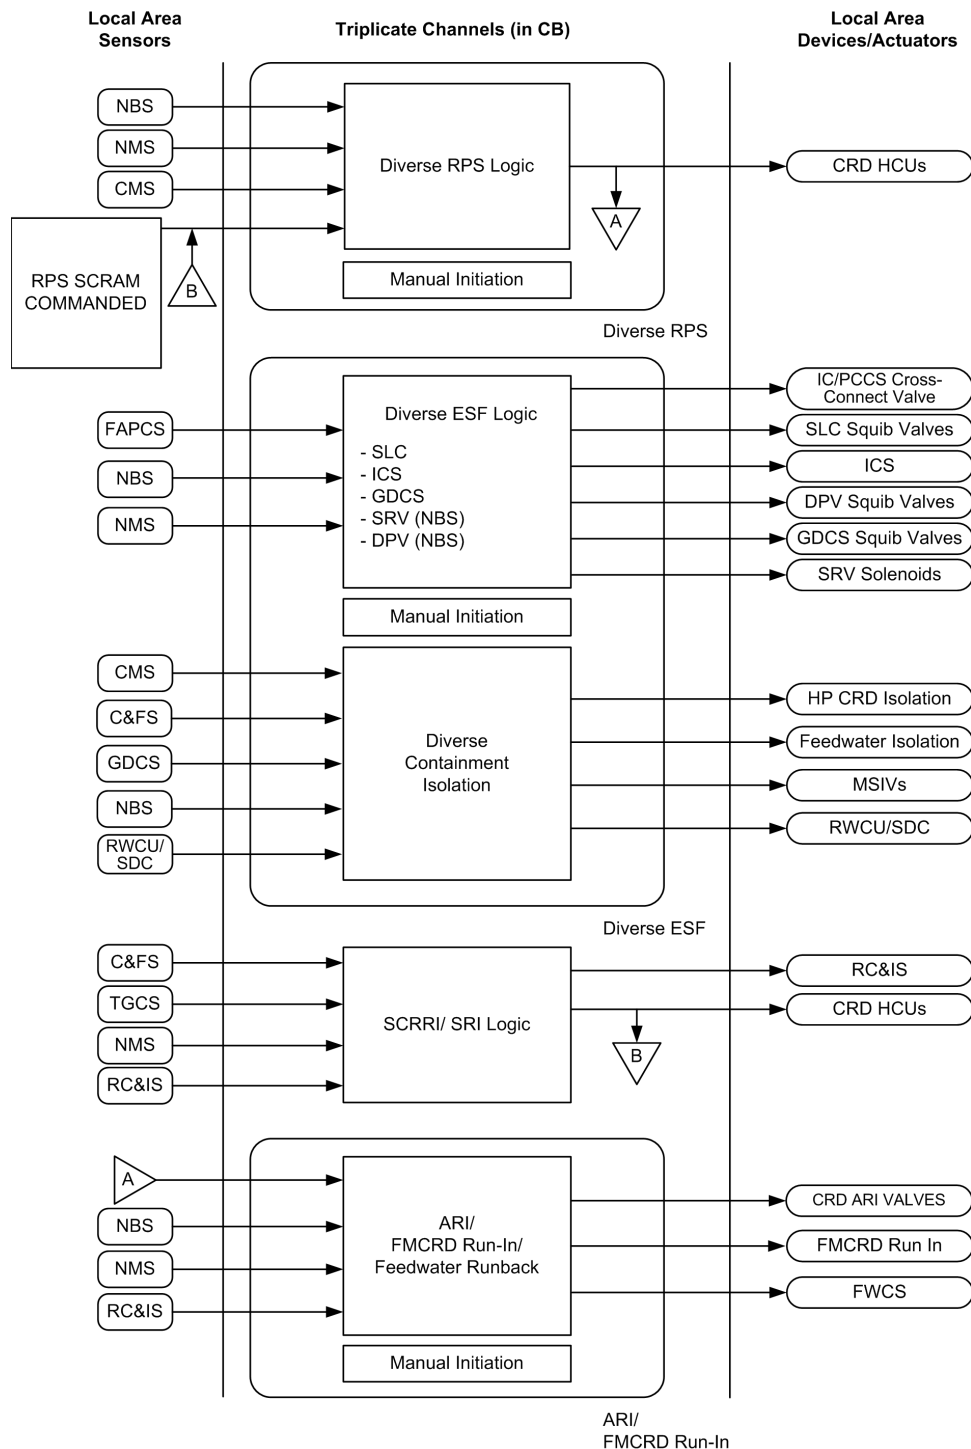 Local Area
Sensors
Triplicate Channels (in CB)
Local Area
Devices/Actuators
NBS
NMS
CMS
RPS SCRAM
COMMANDED
B
Diverse RPS Logic
Manual Initiation
A
CRD HCUs
Diverse RPS
FAPCS
NBS
NMS
Diverse ESF Logic
- SLC
- ICS
- GDCS
- SRV (NBS)
- DPV (NBS)
Manual Initiation
IC/PCCS Cross-
Connect Valve
SLC Squib Valves
ICS
DPV Squib Valves
GDCS Squib Valves
SRV Solenoids
CMS
C&FS
GDCS
NBS
RWCU/
SDC
Diverse
Containment
Isolation
HP CRD Isolation
Feedwater Isolation
MSIVs
RWCU/SDC
Diverse ESF
C&FS
TGCS
NMS
RC&IS
SCRRI/ SRI Logic
B
RC&IS
CRD HCUs
A
NBS
NMS
RC&IS
ARI/
FMCRD Run-In/
Feedwater Runback
Manual Initiation
CRD ARI VALVES
FMCRD Run In
FWCS
ARI/
FMCRD Run-In